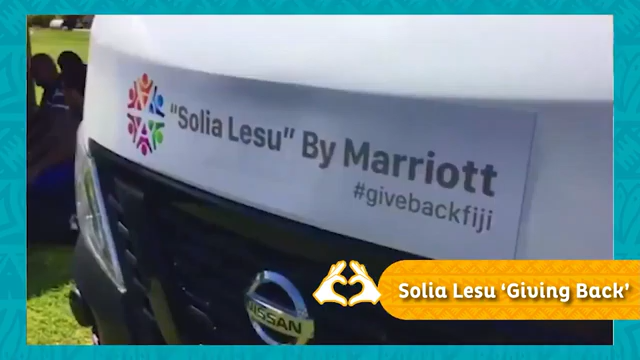 "Solia Lesu" By Marriott
#givebackfiji
NISSAN
Solia Lesu ‘Giving Back’